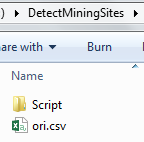 ) ▸ DetectMiningSites ▸
are with ▾ Burn
Name
Script
ori.csv